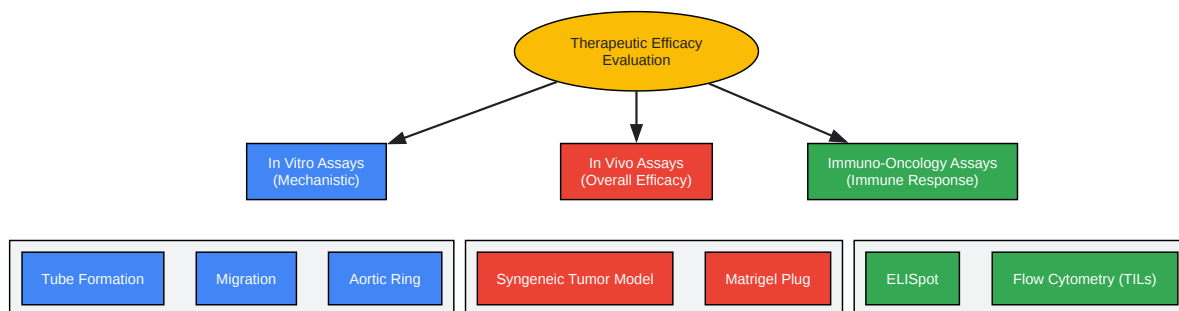 Therapeutic Efficacy
Evaluation
In Vitro Assays
(Mechanistic)
In Vivo Assays
(Overall Efficacy)
Immuno-Oncology Assays
(Immune Response)
Tube Formation
Migration
Aortic Ring
Syngeneic Tumor Model
Matrigel Plug
ELISpot
Flow Cytometry (TILs)